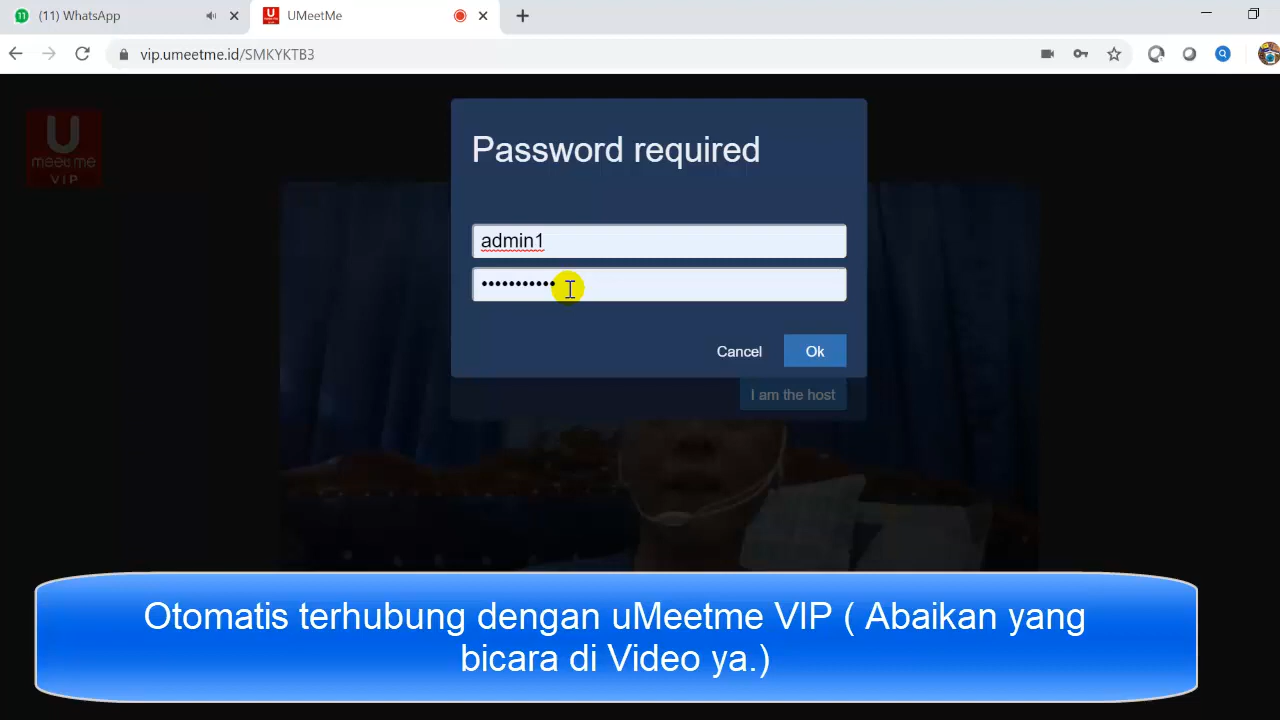 (11) WhatsApp
UMeetMe
vip.umeetme.id/SMKYKTB3
U
meet me
VIP
Password required
admin1
•••••••••••
Cancel
Ok
I am the host
Otomatis terhubung dengan uMeetme VIP ( Abaikan yang
bicara di Video ya.)